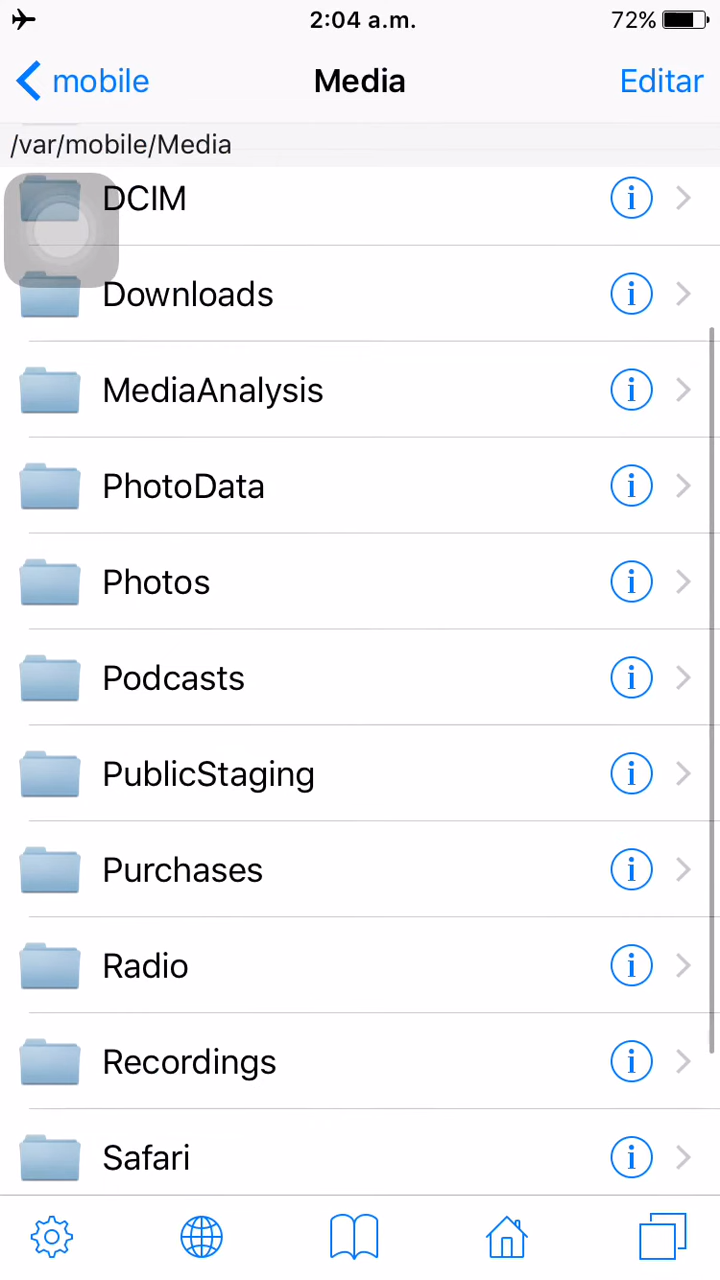 2:04 a.m.
72%
mobile
Media
Editar
/var/mobile/Media
DCIM
Downloads
MediaAnalysis
PhotoData
Photos
Podcasts
PublicStaging
Purchases
Radio
Recordings
Safari